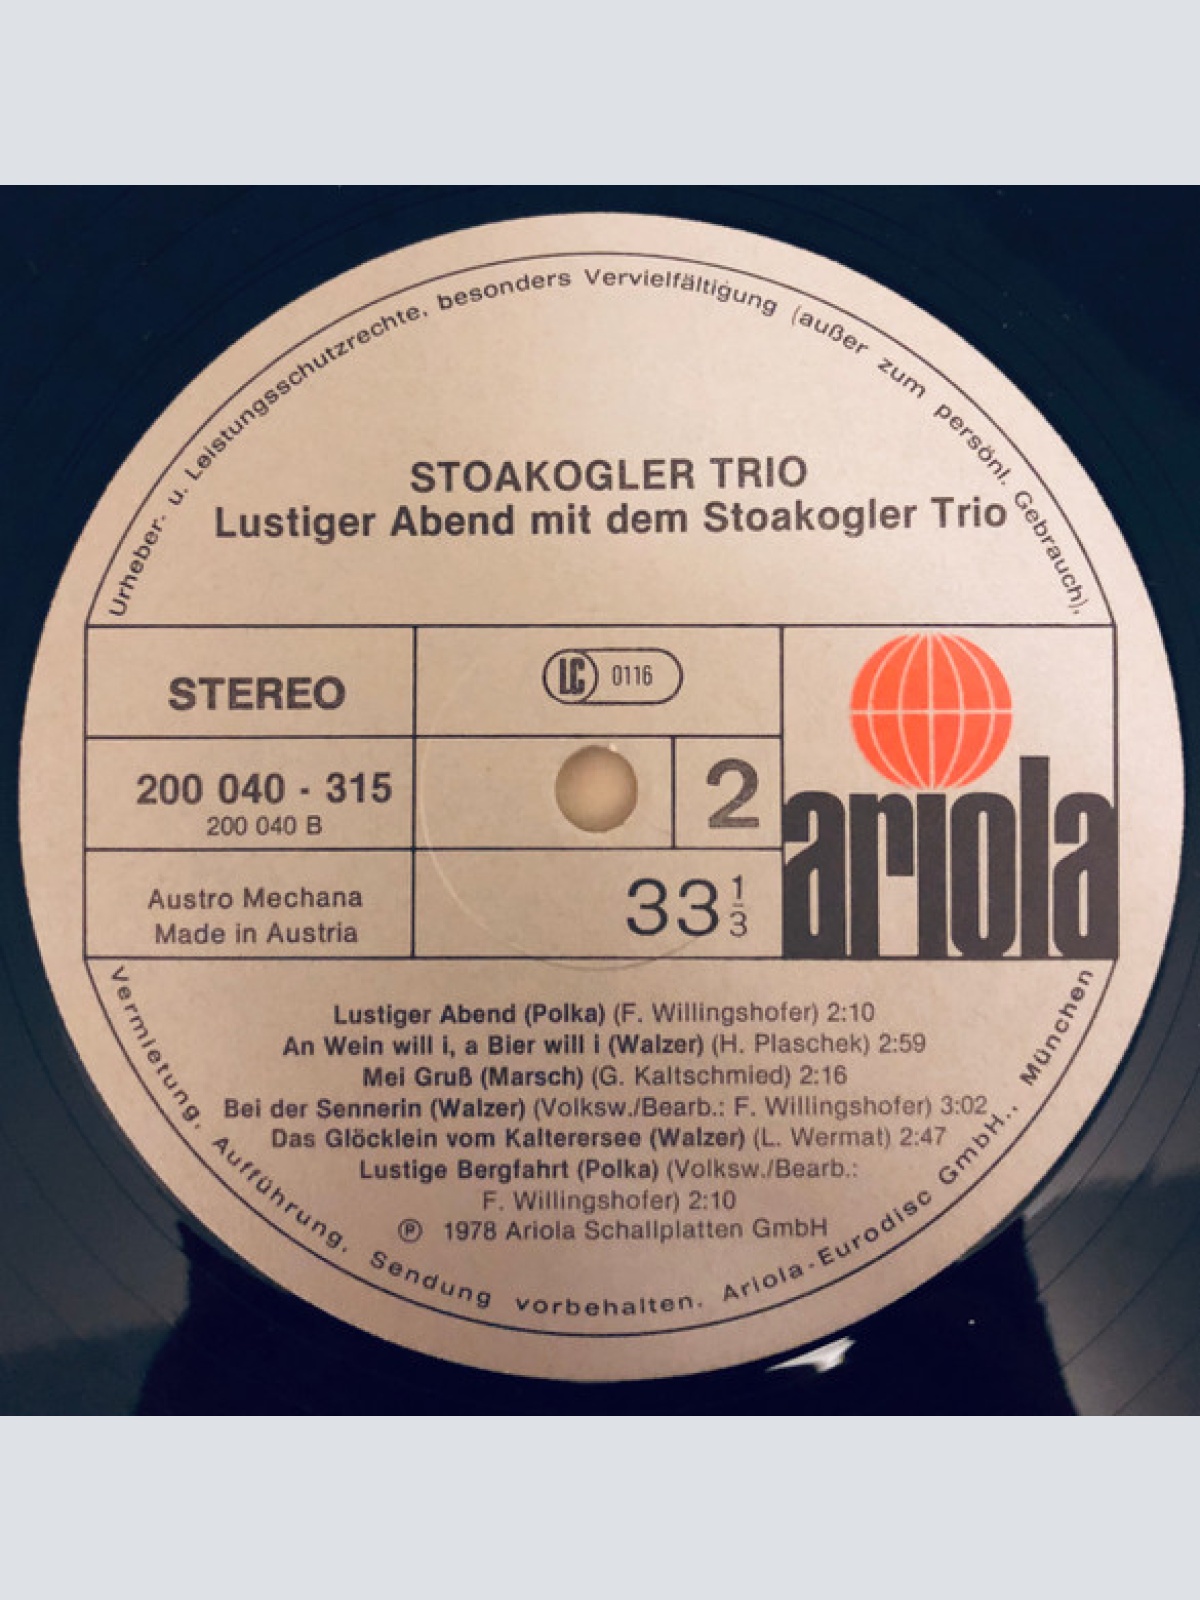 Urheber- u. Leistungsschutzrechte, besonders Vervielfältigung (außer zum persönl. Gebrauch),
STOAKOGLER TRIO
Lustiger Abend mit dem Stoakogler Trio
STEREO
LC 0116
200 040 - 315
200 040 B
2
ariola
Austro Mechana
Made in Austria
33 1/3
Lustiger Abend (Polka) (F. Willingshofer) 2:10
An Wein will i, a Bier will i (Walzer) (H. Plaschek) 2:59
Mei Gruß (Marsch) (G. Kaltschmied) 2:16
Bei der Sennerin (Walzer) (Volksw./Bearb.: F. Willingshofer) 3:02
Das Glöcklein vom Kalterersee (Walzer) (L. Wermat) 2:47
Lustige Bergfahrt (Polka) (Volksw./Bearb.:
F. Willingshofer) 2:10
℗ 1978 Ariola Schallplatten GmbH
Vermietung, Aufführung, Sendung vorbehalten. Ariola-Eurodisc GmbH., München